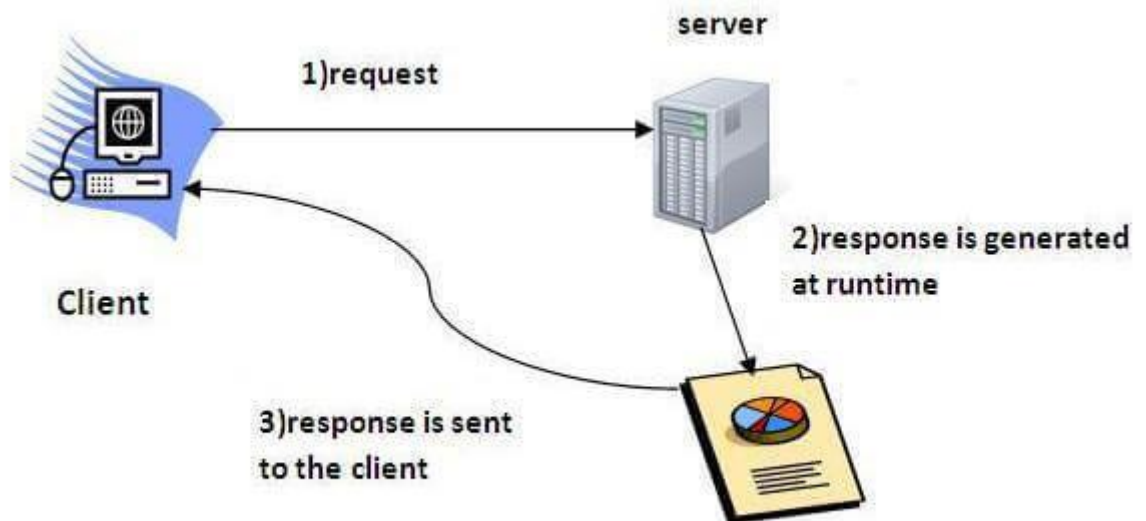 server
1)request
2)response is generated
at runtime
Client
3)response is sent
to the client